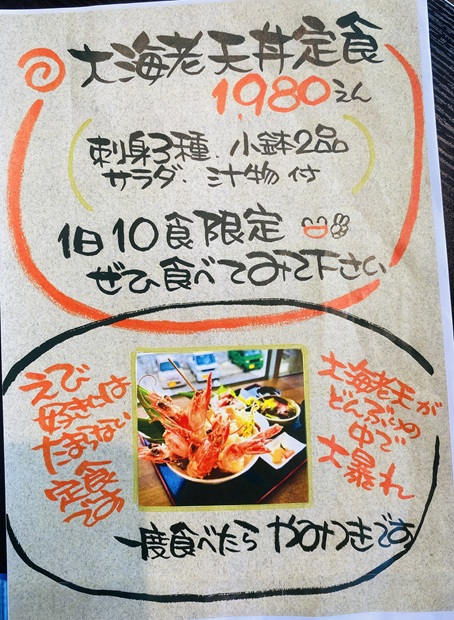 大海老天丼定食
1,980えん
刺身3種、小鉢2品
サラダ、汁物付
1日10食限定
ぜひ食べてみて下さい
えび
好きには
たまらない
定食
です
大海老天が
どんぶりの
中で
大暴れ
一度食べたら やみつきです